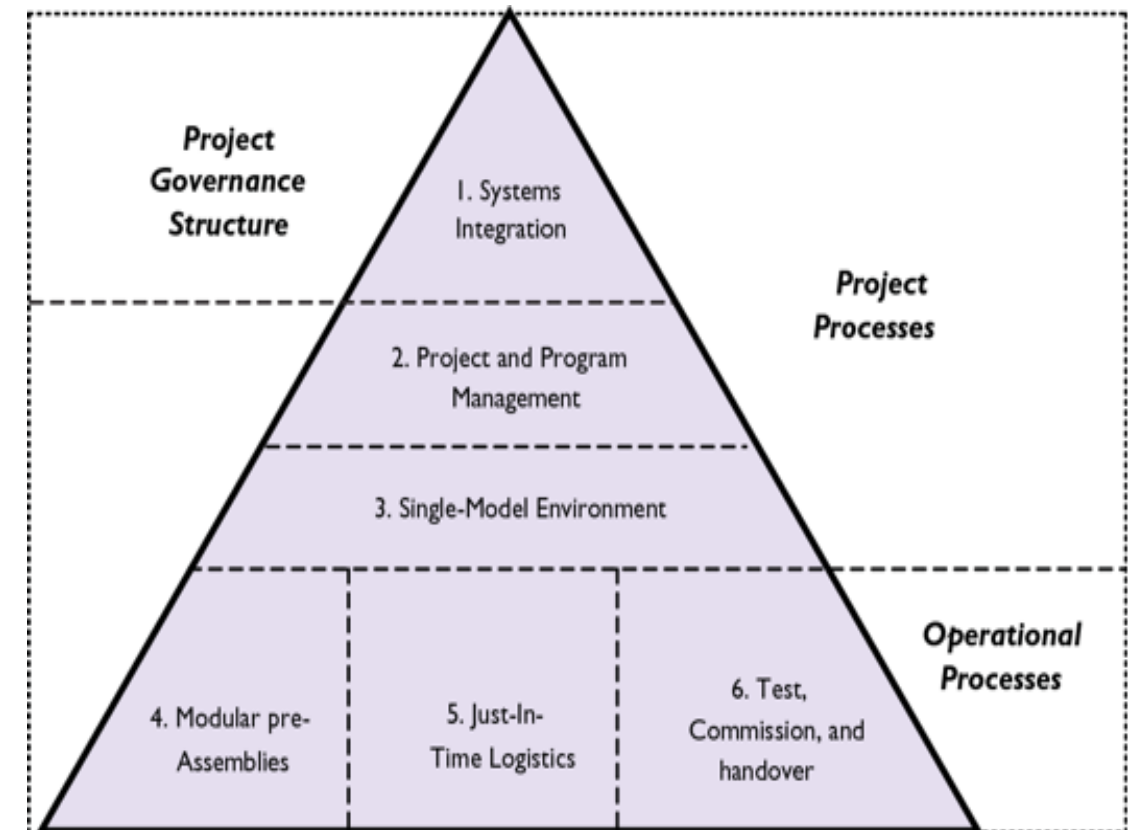 Project
Governance
Structure
1. Systems
Integration
Project
Processes
2. Project and Program
Management
3. Single-Model Environment
Operational
Processes
4. Modular pre-
Assemblies
5. Just-In-
Time Logistics
6. Test,
Commission, and
handover